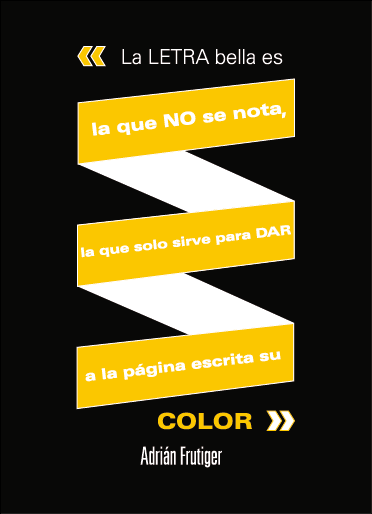 « La LETRA bella es
la que NO se nota,
la que solo sirve para DAR
a la página escrita su
COLOR »
Adrián Frutiger